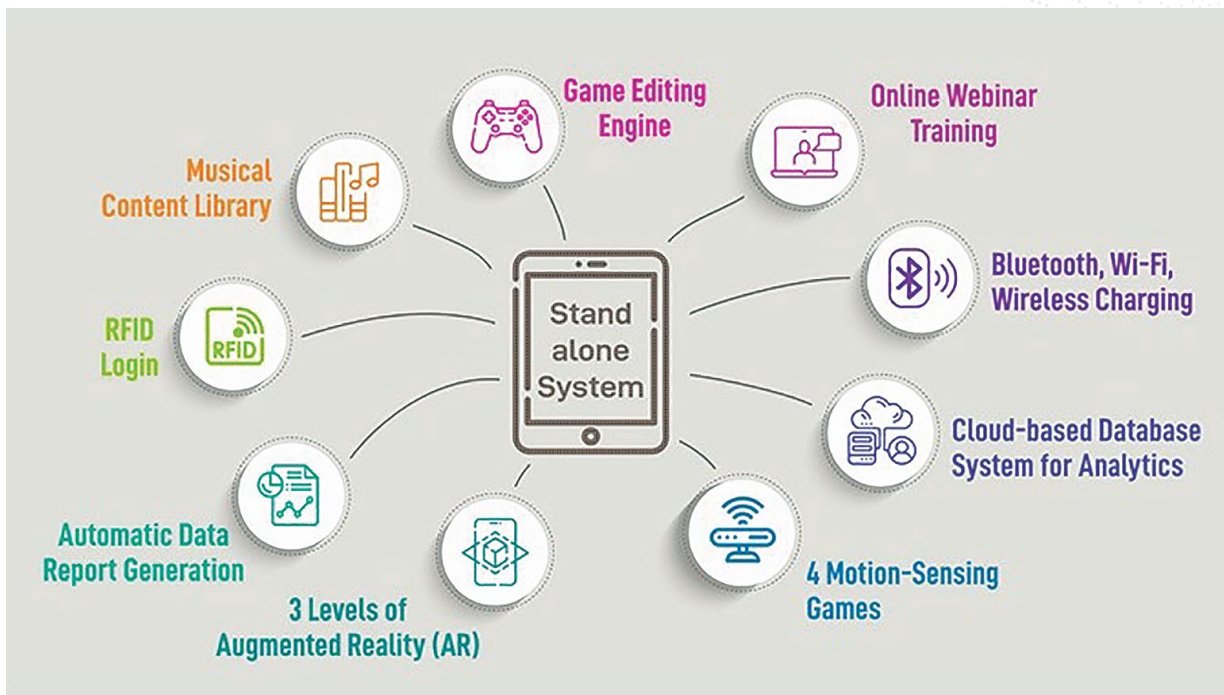 Game Editing
Engine
Online Webinar
Training
Musical
Content Library
Bluetooth, Wi-Fi,
Wireless Charging
RFID
Login
RFID
Stand
alone
System
Cloud-based Database
System for Analytics
Automatic Data
Report Generation
4 Motion-Sensing
Games
3 Levels of
Augmented Reality (AR)